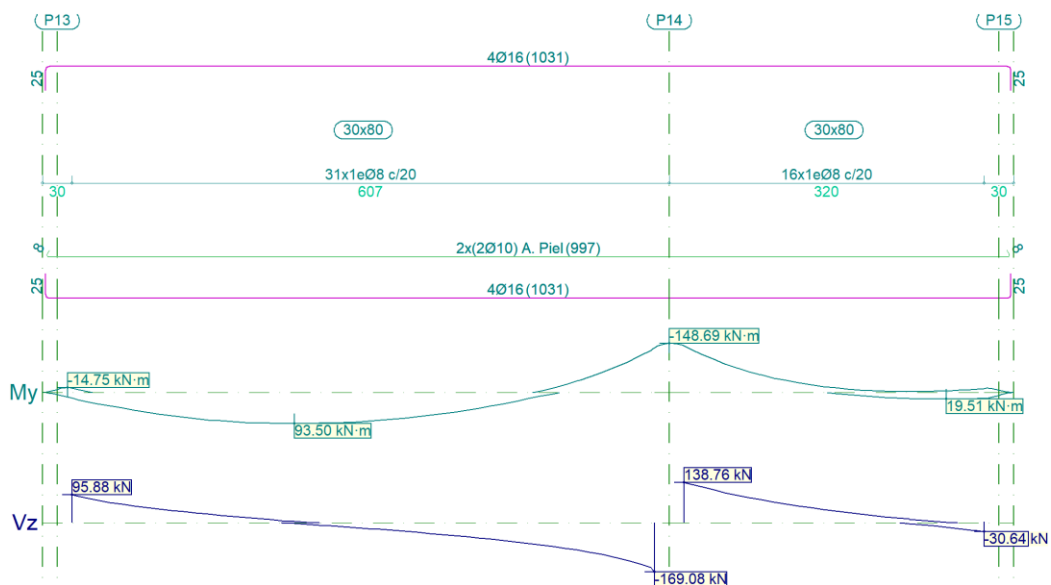 P13 P14 P15
4Ø16 (1031)
25 25
30x80 30x80
31x1eØ8 c/20 16x1eØ8 c/20
30 607 320 30
2x(2Ø10) A. Piel (997)
8 8
25 25
4Ø16 (1031)
-148.69 kN·m
-14.75 kN·m
My
19.51 kN·m
93.50 kN·m
138.76 kN
95.88 kN
Vz
-30.64 kN
-169.08 kN